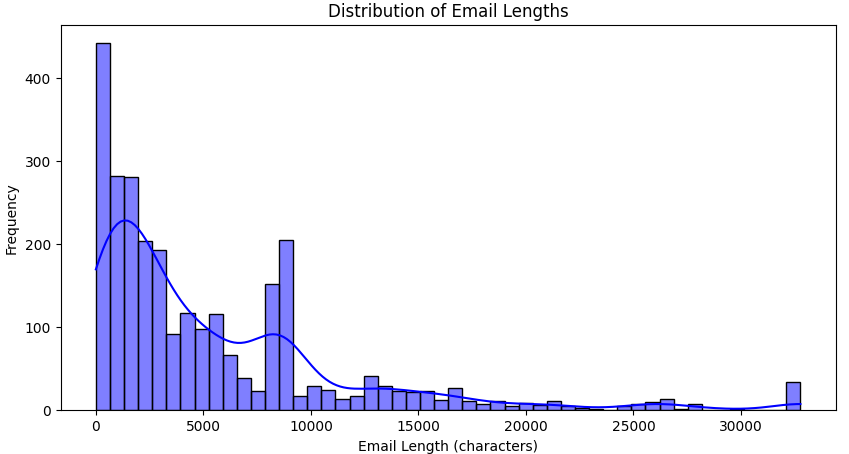 Distribution of Email Lengths
Frequency
400
300
200
100
0
0 5000 10000 15000 20000 25000 30000
Email Length (characters)